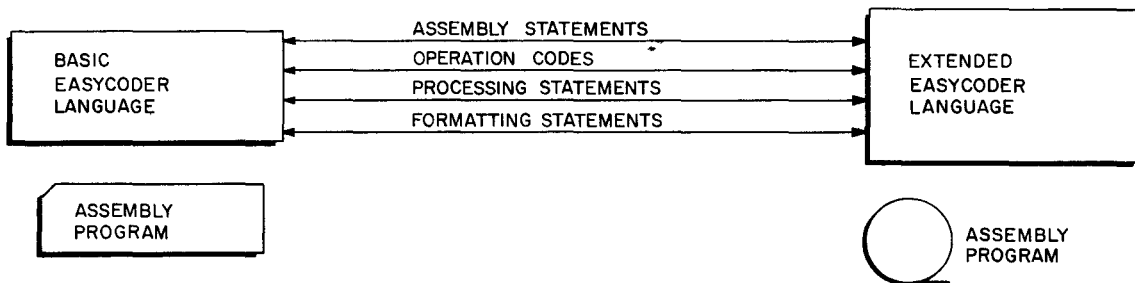 BASIC
EASYCODER
LANGUAGE
ASSEMBLY STATEMENTS
OPERATION CODES
PROCESSING STATEMENTS
FORMATTING STATEMENTS
EXTENDED
EASYCODER
LANGUAGE
ASSEMBLY
PROGRAM
ASSEMBLY
PROGRAM